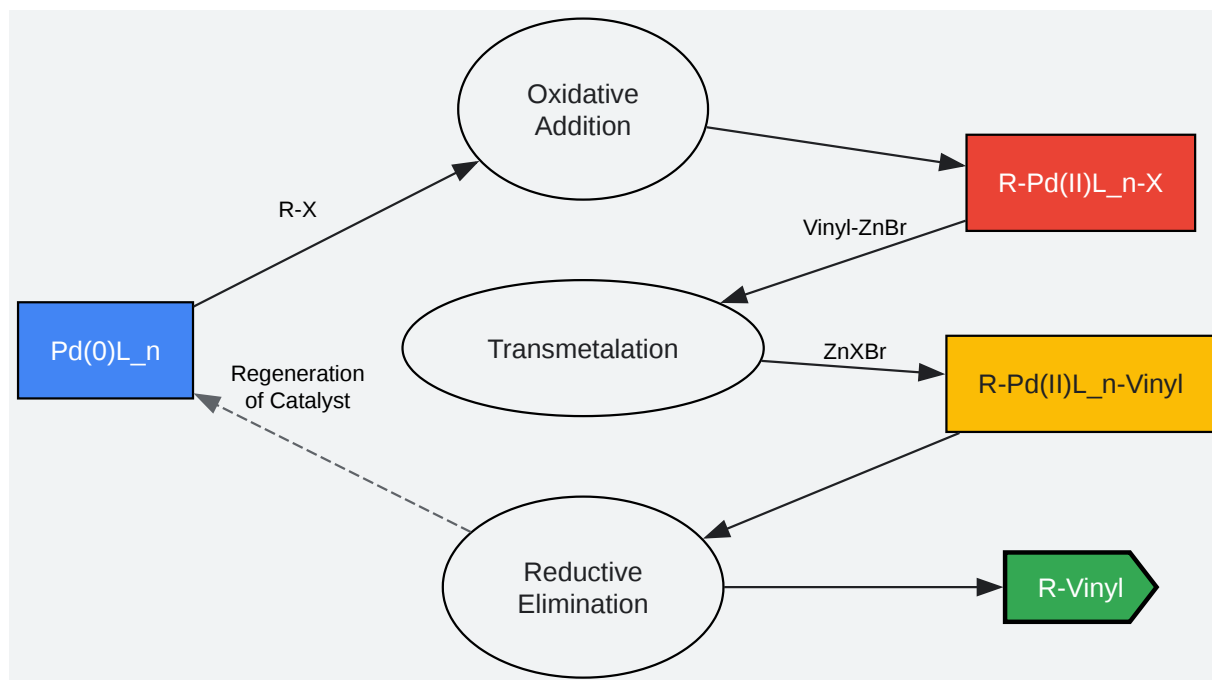 Oxidative
Addition
R-Pd(II)L_n-X
R-X
Vinyl-ZnBr
Pd(0)L_n
Transmetalation
ZnXBr
R-Pd(II)L_n-Vinyl
Regeneration
of Catalyst
Reductive
Elimination
R-Vinyl